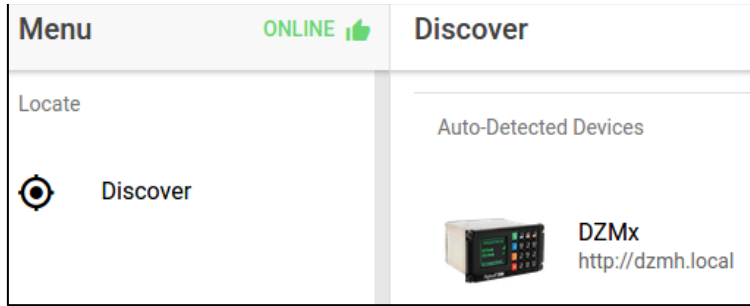 Menu
ONLINE
Discover
Locate
Auto-Detected Devices
Discover
DZMx
http://dzmh.local